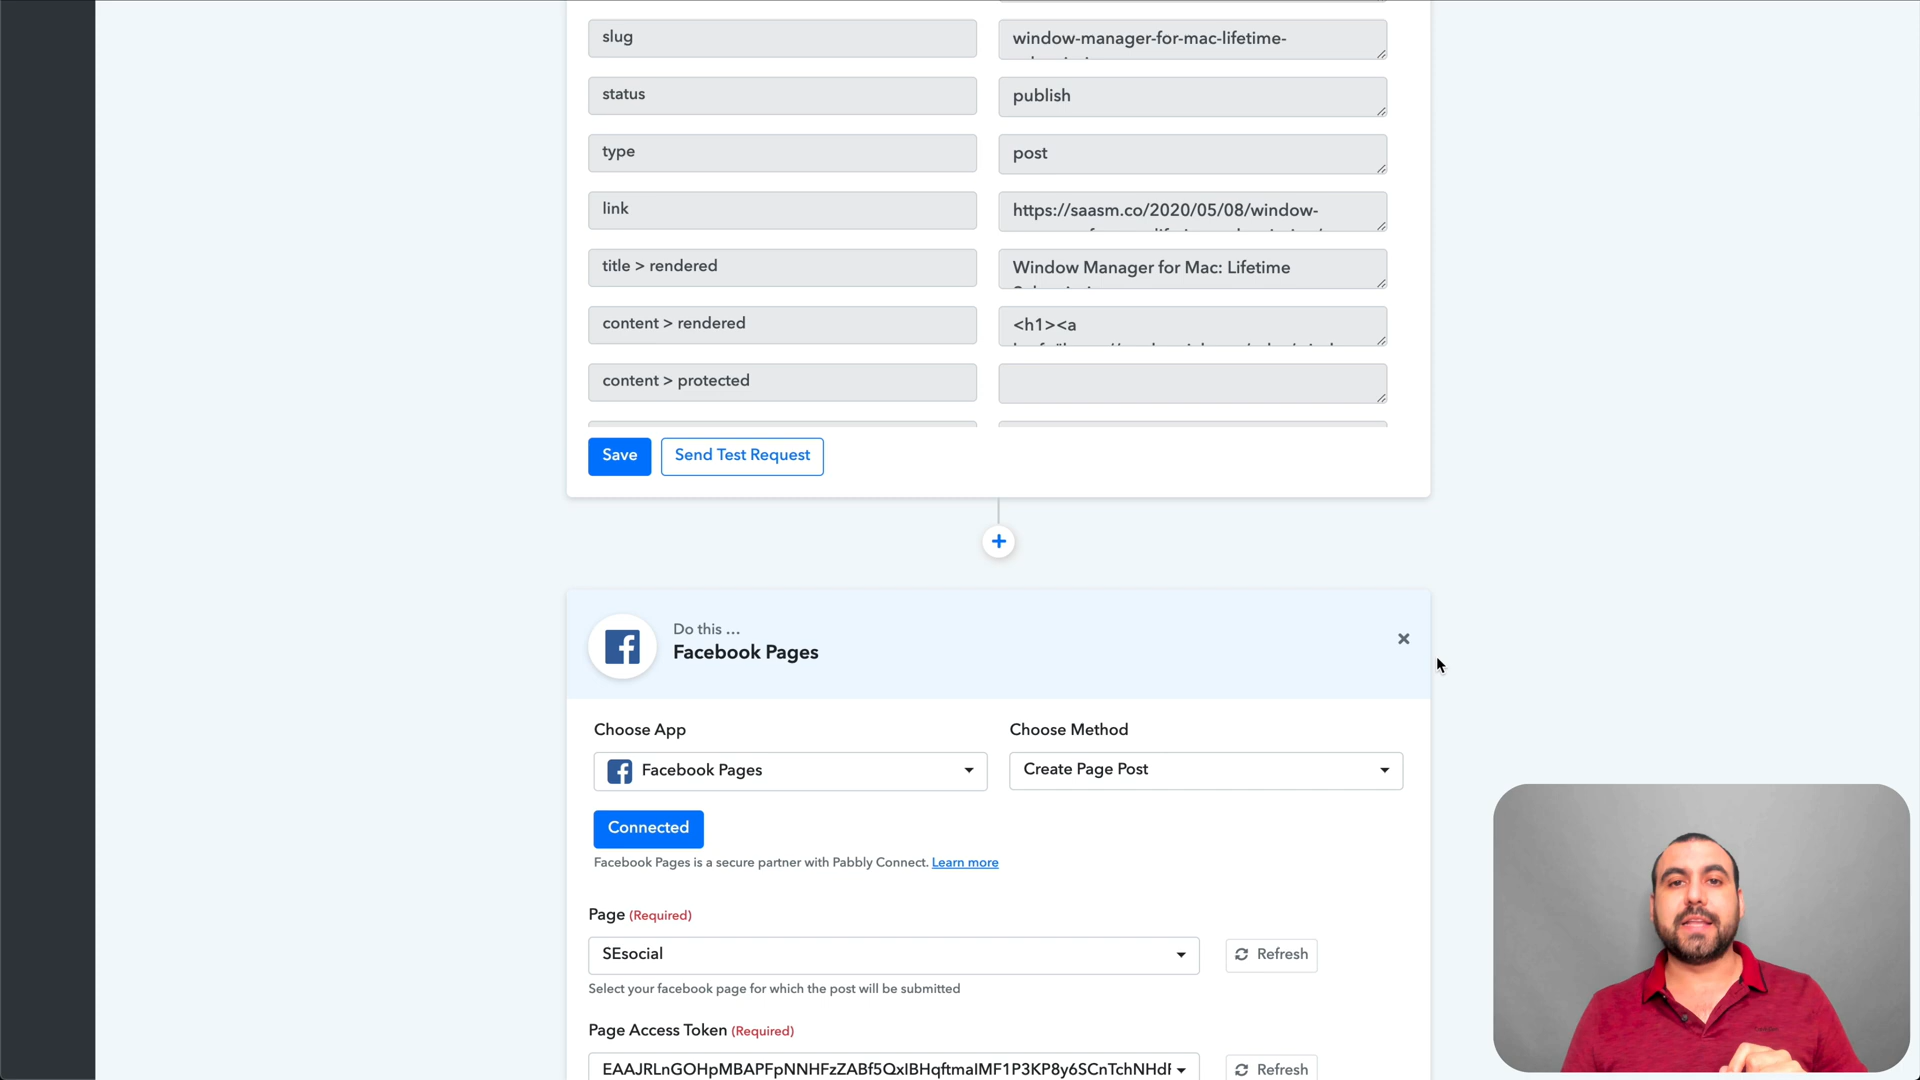 slug
window-manager-for-mac-lifetime-
status
publish
type
post
link
https://saasm.co/2020/05/08/window-
title > rendered
Window Manager for Mac: Lifetime
content > rendered
<h1><a
content > protected
Save
Send Test Request
Do this ...
Facebook Pages
Choose App
Choose Method
Facebook Pages
Create Page Post
Connected
Facebook Pages is a secure partner with Pabbly Connect. Learn more
Page (Required)
SEsocial
Refresh
Select your facebook page for which the post will be submitted
Page Access Token (Required)
Refresh